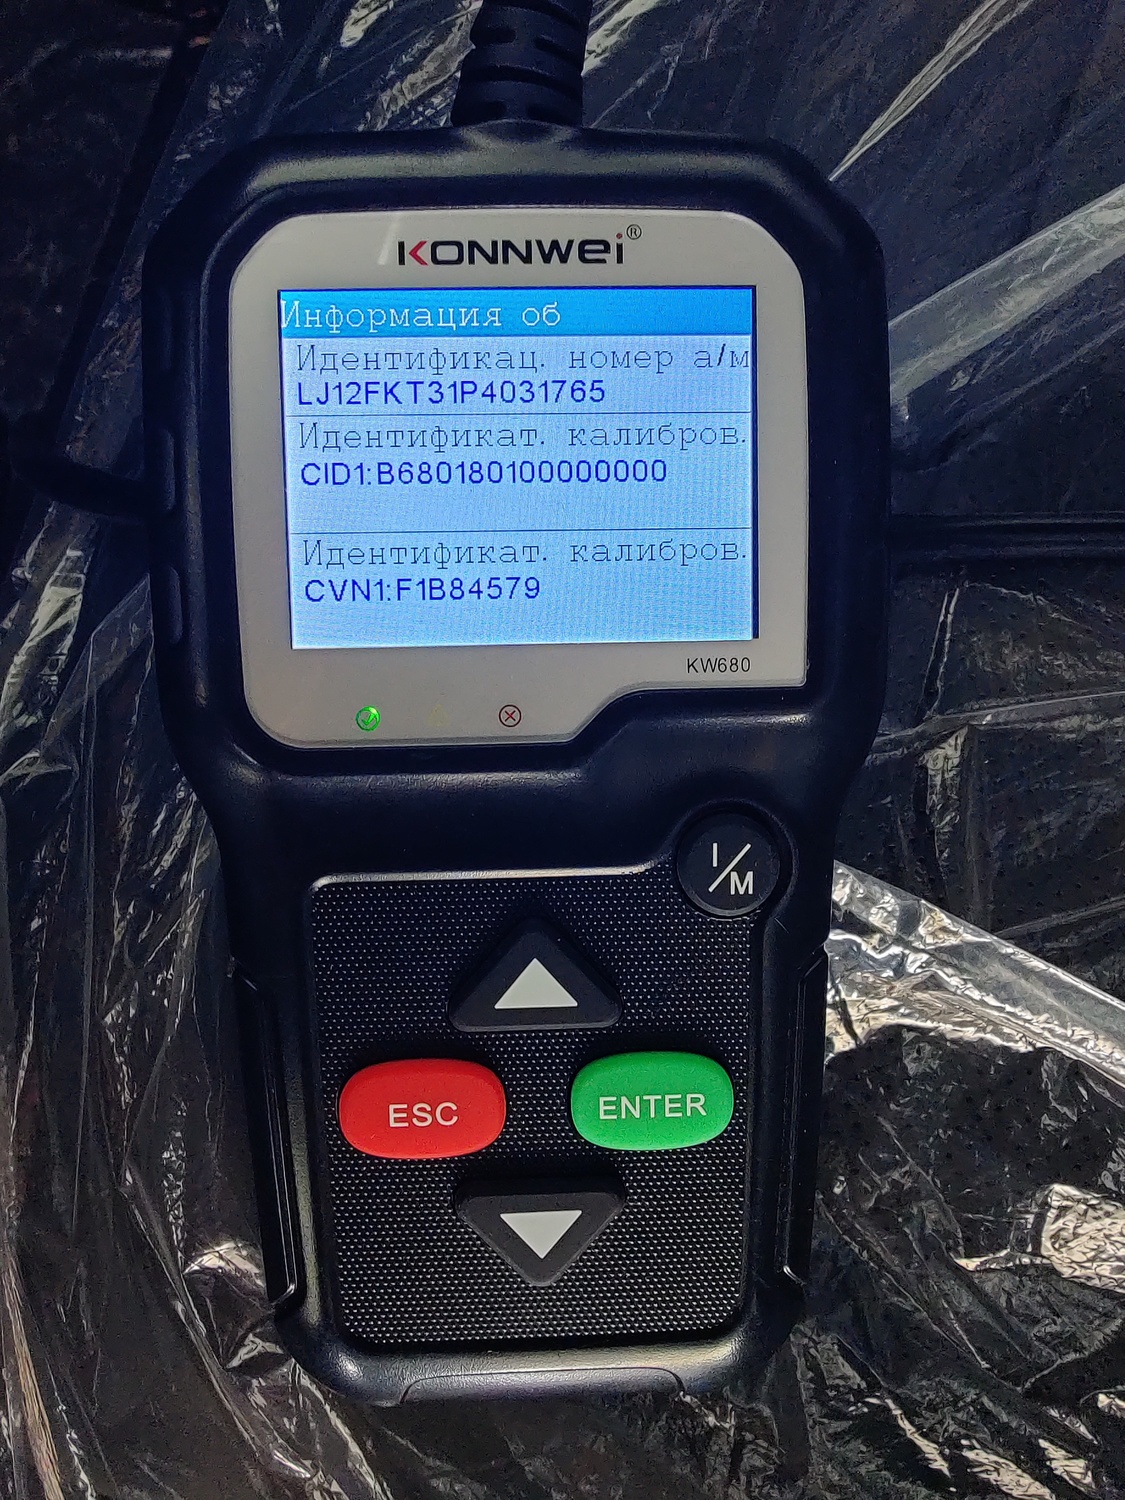 KONNWEI®
Информация об
Идентификац. номер а/м
LJ12FKT31P4031765
Идентификат. калибров.
CID1:B680180100000000
Идентификат. калибров.
CVN1:F1B84579
KW680
I/M
ESC
ENTER